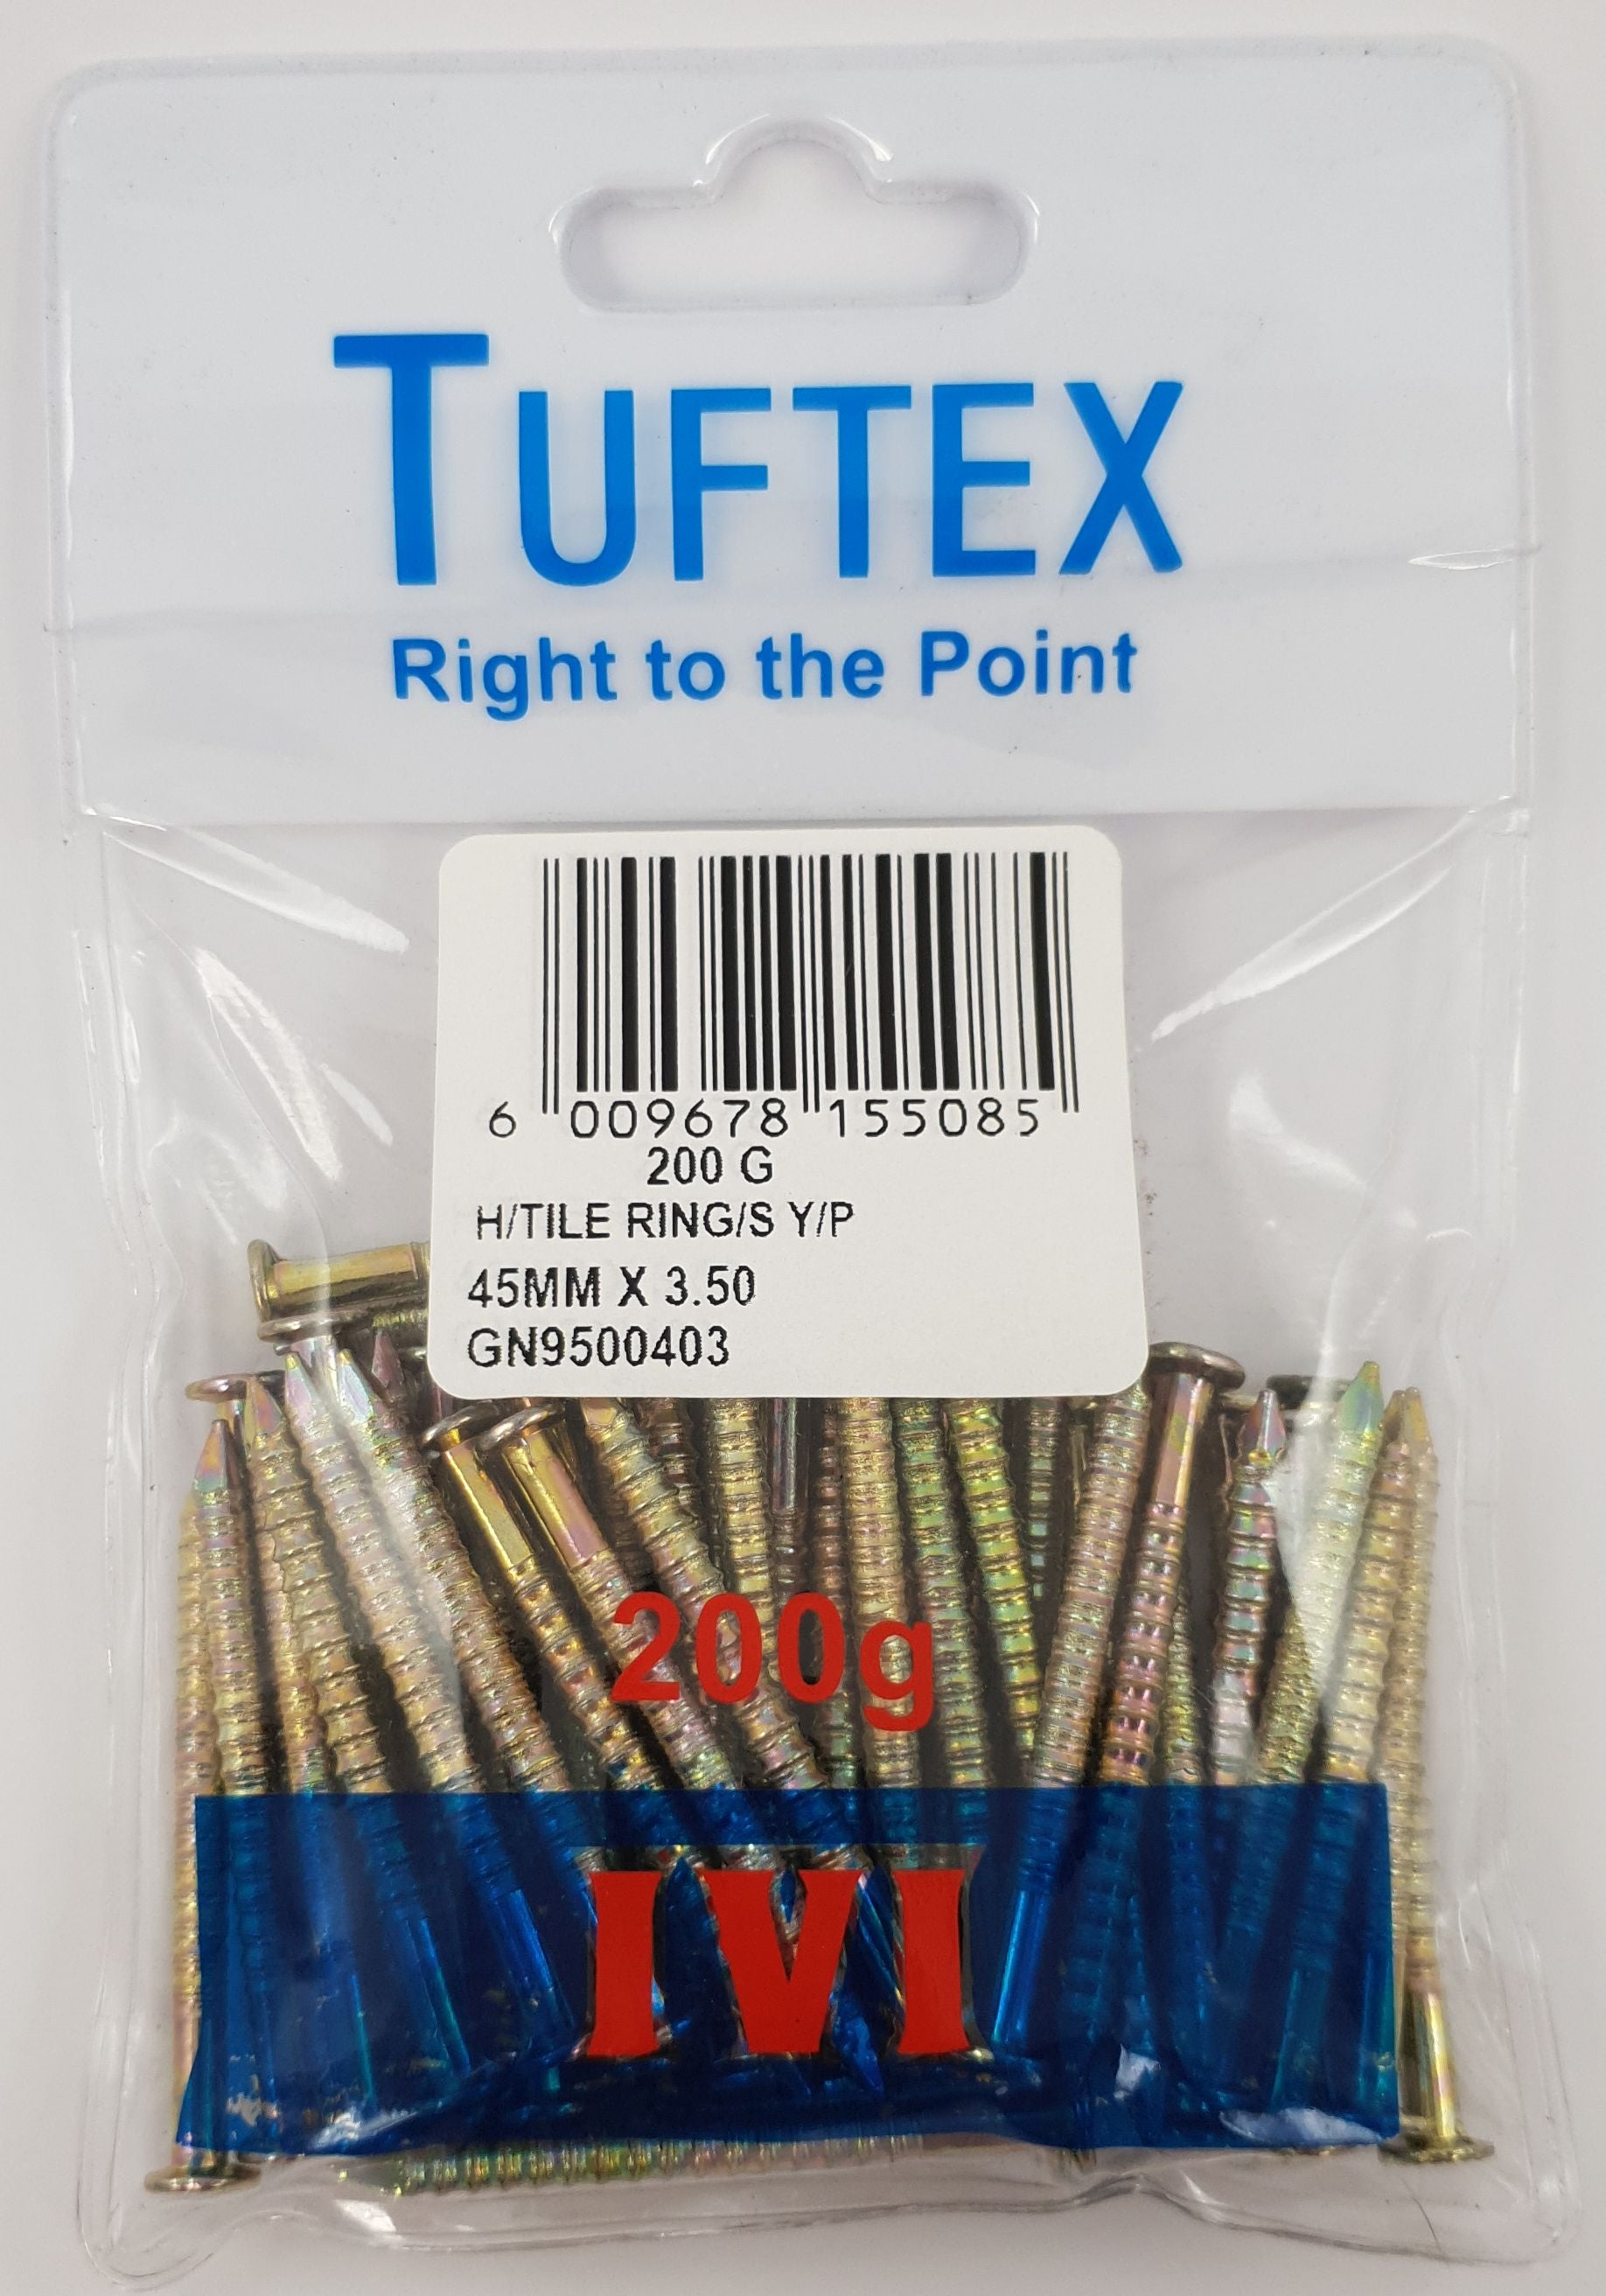 TUFTEX
Right to the Point
6 009678 155085
200 G
H/TILE RING/S Y/P
45MM X 3.50
GN9500403
200g
IVI